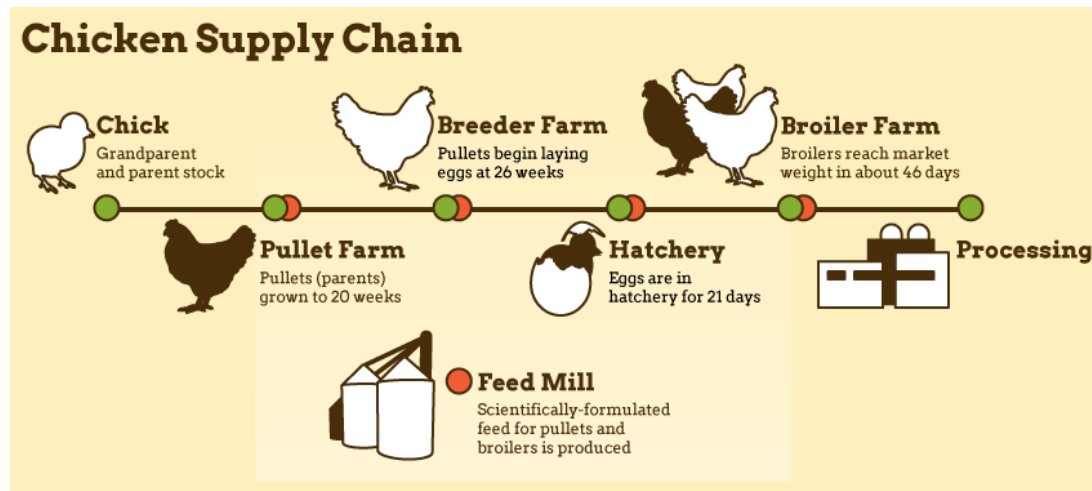 Chicken Supply Chain
Chick
Grandparent
and parent stock
Breeder Farm
Pullets begin laying
eggs at 26 weeks
Broiler Farm
Broilers reach market
weight in about 46 days
Pullet Farm
Pullets (parents)
grown to 20 weeks
Hatchery
Eggs are in
hatchery for 21 days
Processing
Feed Mill
Scientifically-formulated
feed for pullets and
broilers is produced